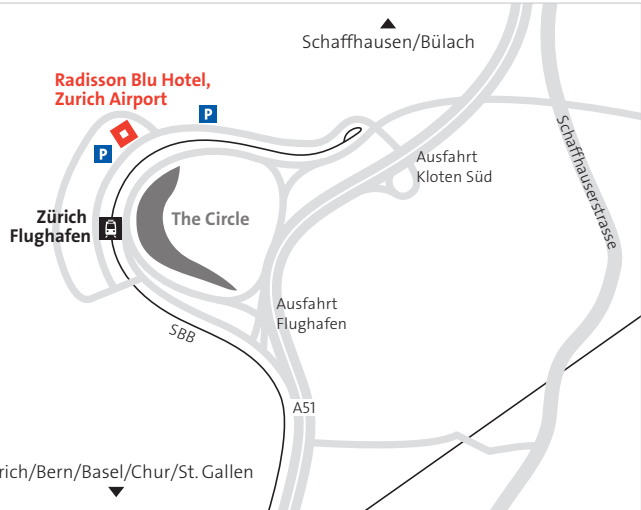 Schaffhausen/Bülach
Radisson Blu Hotel,
Zurich Airport
P
P
Ausfahrt
Kloten Süd
Schaffhauserstrasse
Zürich
Flughafen
The Circle
Ausfahrt
Flughafen
SBB
A51
rich/Bern/Basel/Chur/St. Gallen